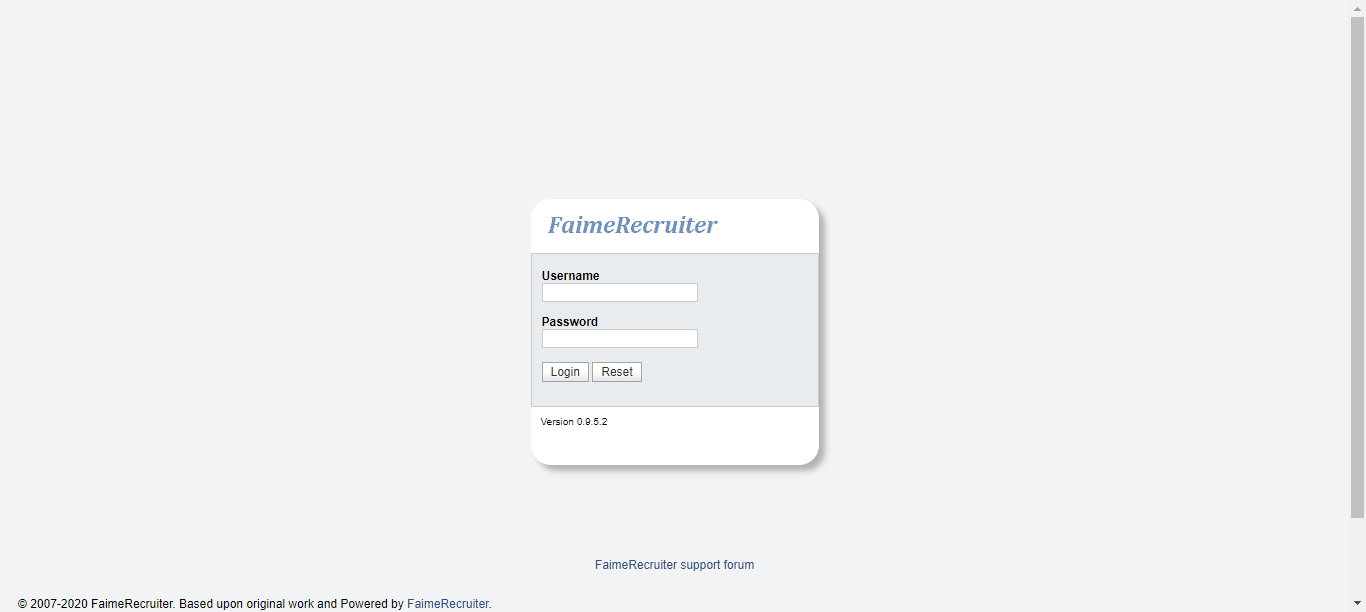 FaimeRecruiter
Username
Password
Login Reset
Version 0.9.5.2
FaimeRecruiter support forum
© 2007-2020 FaimeRecruiter. Based upon original work and Powered by FaimeRecruiter.